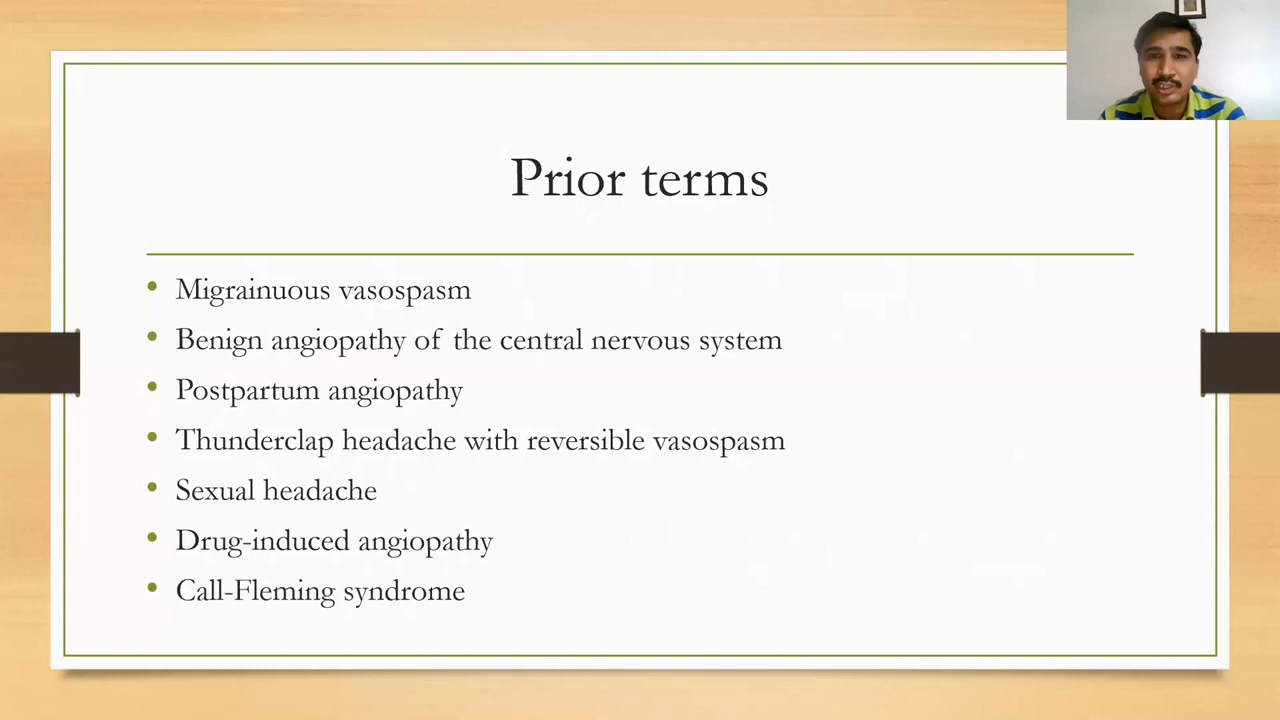 Prior terms
• Migrainuous vasospasm
• Benign angiopathy of the central nervous system
• Postpartum angiopathy
• Thunderclap headache with reversible vasospasm
• Sexual headache
• Drug-induced angiopathy
• Call-Fleming syndrome